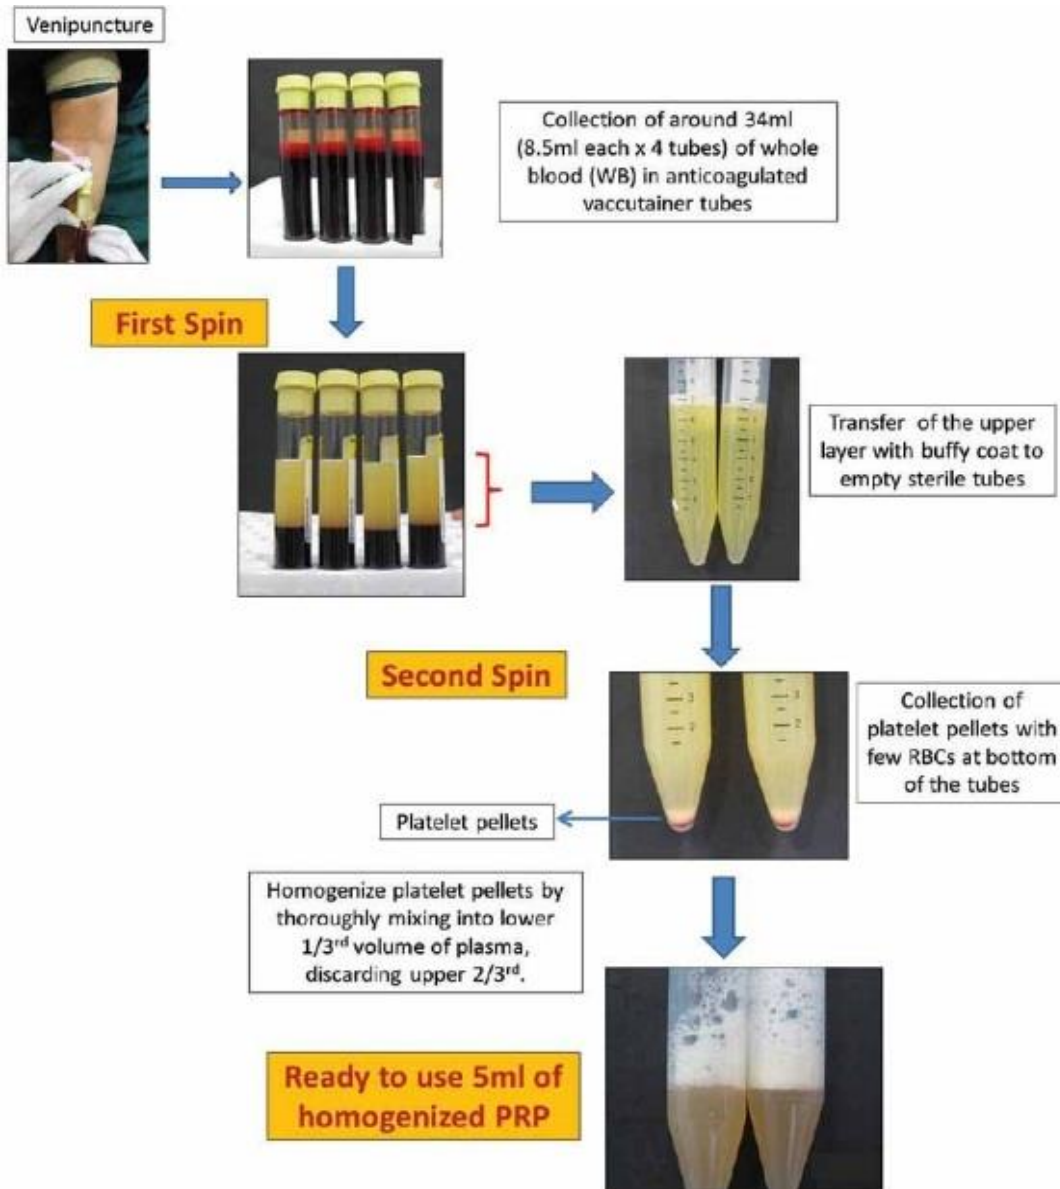 Venipuncture
Collection of around 34ml
(8.5ml each x 4 tubes) of whole
blood (WB) in anticoagulated
vaccutainer tubes
First Spin
Transfer of the upper
layer with buffy coat to
empty sterile tubes
Second Spin
Collection of
platelet pellets with
few RBCs at bottom
of the tubes
Platelet pellets
Homogenize platelet pellets by
thoroughly mixing into lower
1/3rd volume of plasma,
discarding upper 2/3rd.
Ready to use 5ml of
homogenized PRP